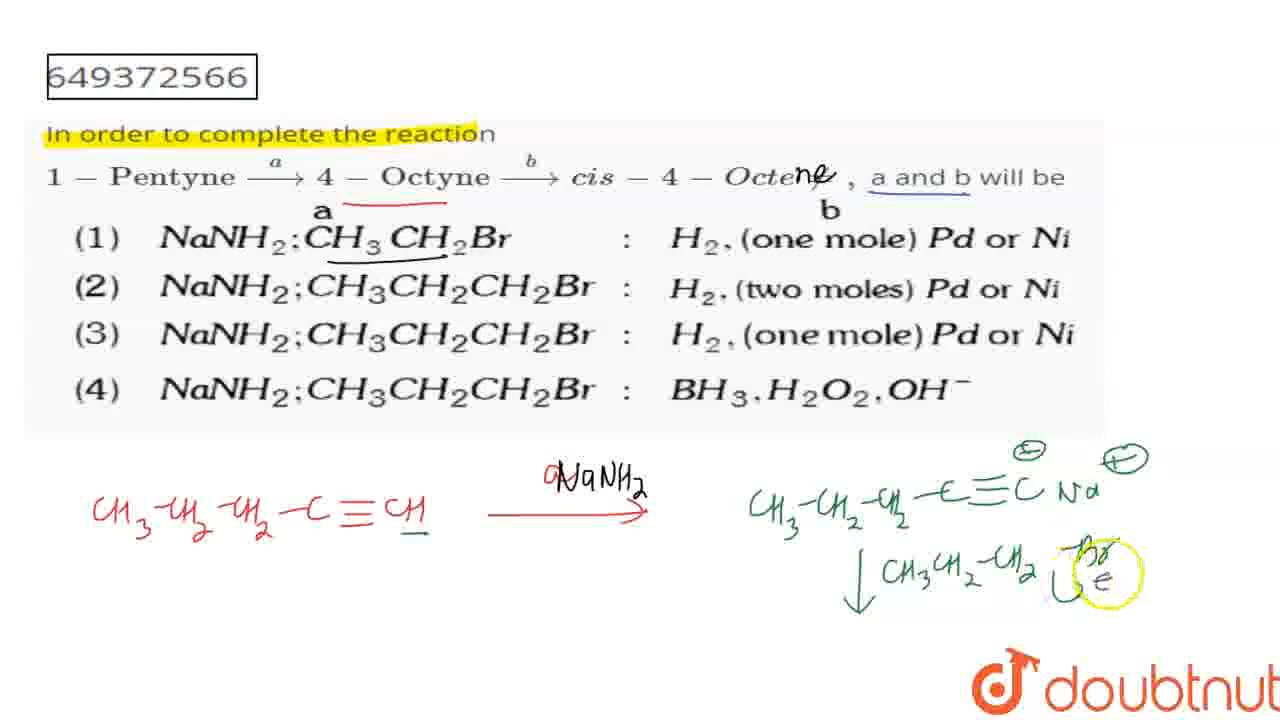 649372566
In order to complete the reaction
1 − Pentyne —a→ 4 − Octyne —b→ cis − 4 − Octene , a and b will be
a b
(1) NaNH₂; CH₃ CH₂Br : H₂, (one mole) Pd or Ni
(2) NaNH₂; CH₃CH₂CH₂Br : H₂, (two moles) Pd or Ni
(3) NaNH₂; CH₃CH₂CH₂Br : H₂, (one mole) Pd or Ni
(4) NaNH₂; CH₃CH₂CH₂Br : BH₃, H₂O₂, OH⁻
NaNH₂
CH₃-CH₂-CH₂-C≡CH → CH₃-CH₂-CH₂-C≡C⊖ Na⊕
↓ CH₃CH₂-CH₂-Br
doubtnut